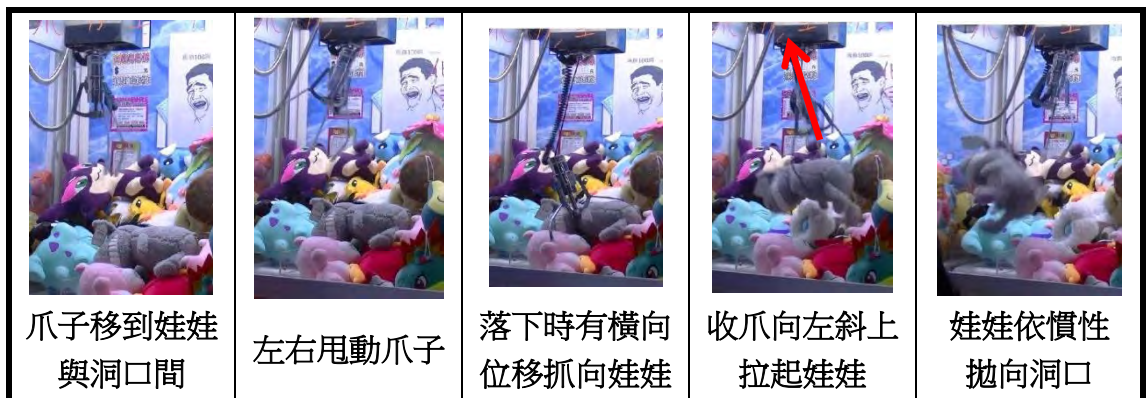 爪子移到娃娃
與洞口間
左右甩動爪子
落下時有橫向
位移抓向娃娃
收爪向左斜上
拉起娃娃
娃娃依慣性
拋向洞口